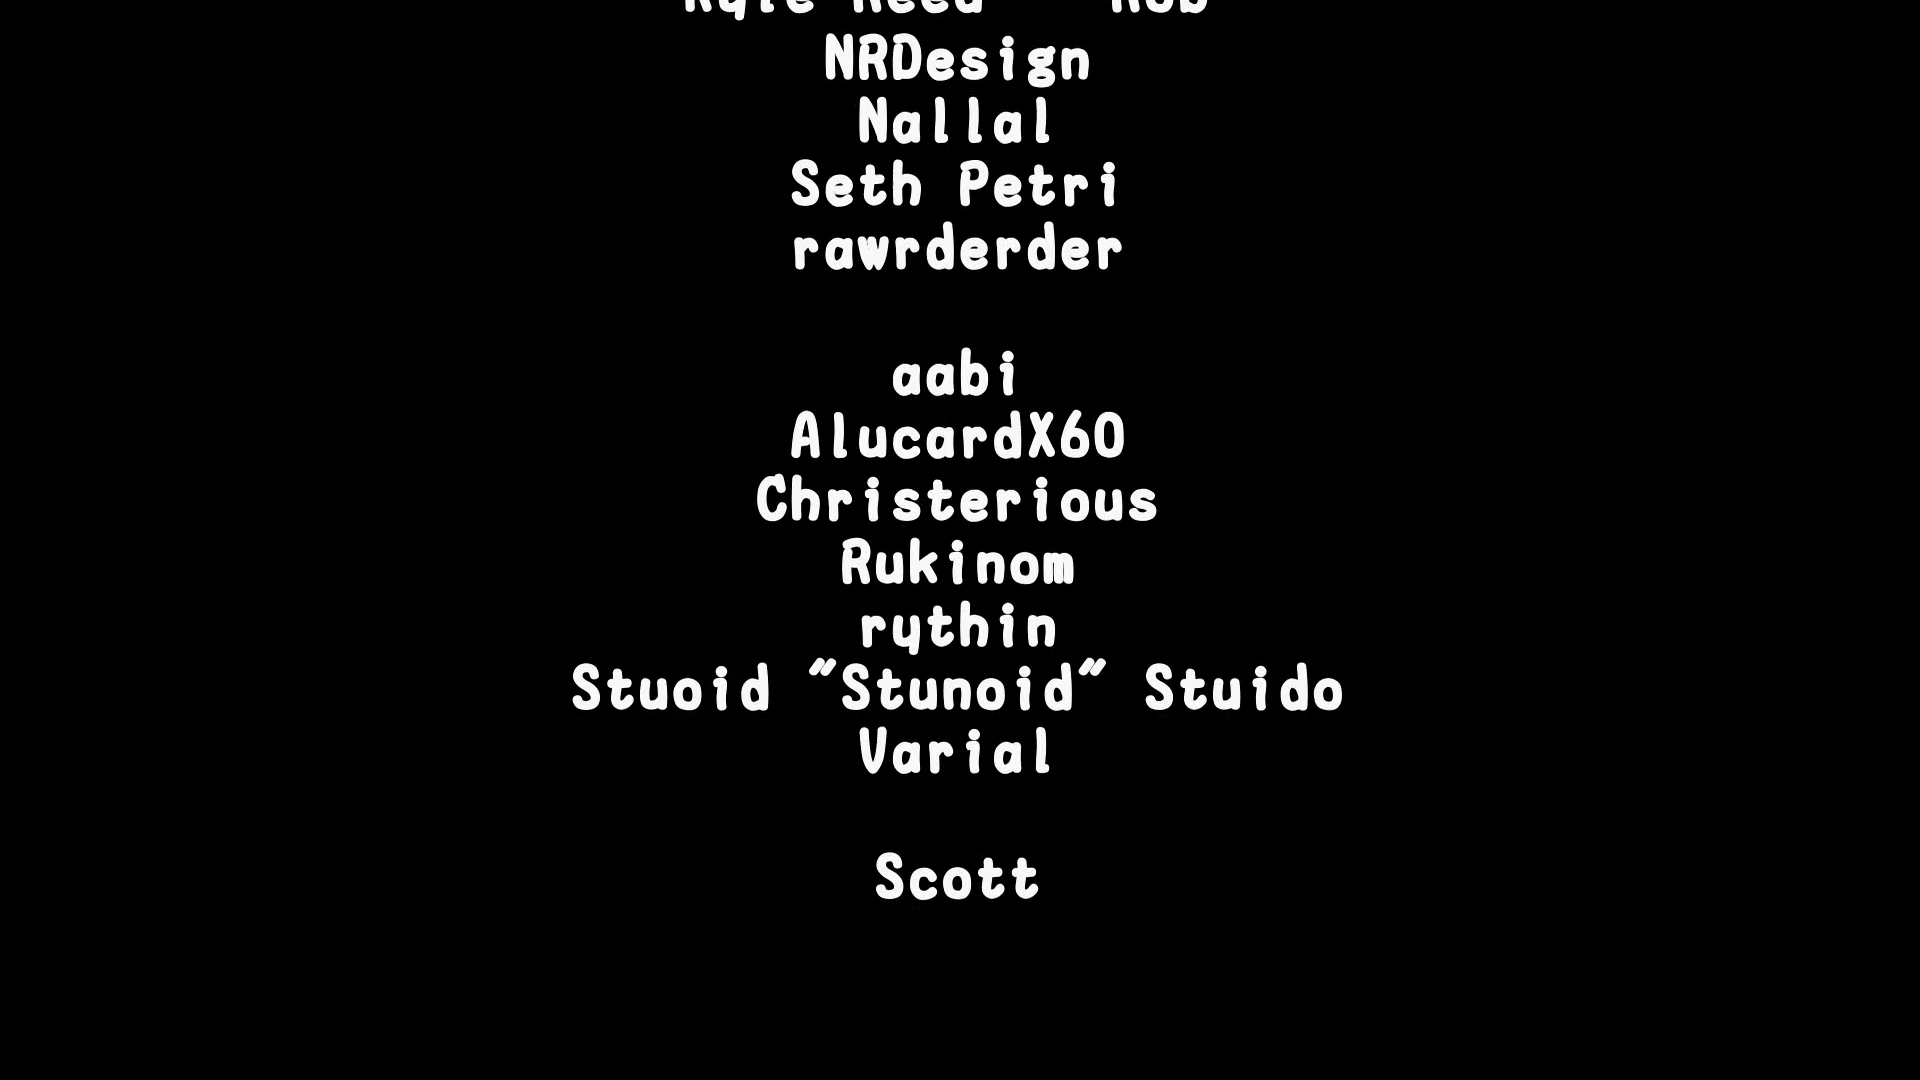 NRDesign
Nallal
Seth Petri
rawrderder
aabi
AlucardX60
Christerious
Rukinom
rythin
Stuoid "Stunoid" Stuido
Varial
Scott